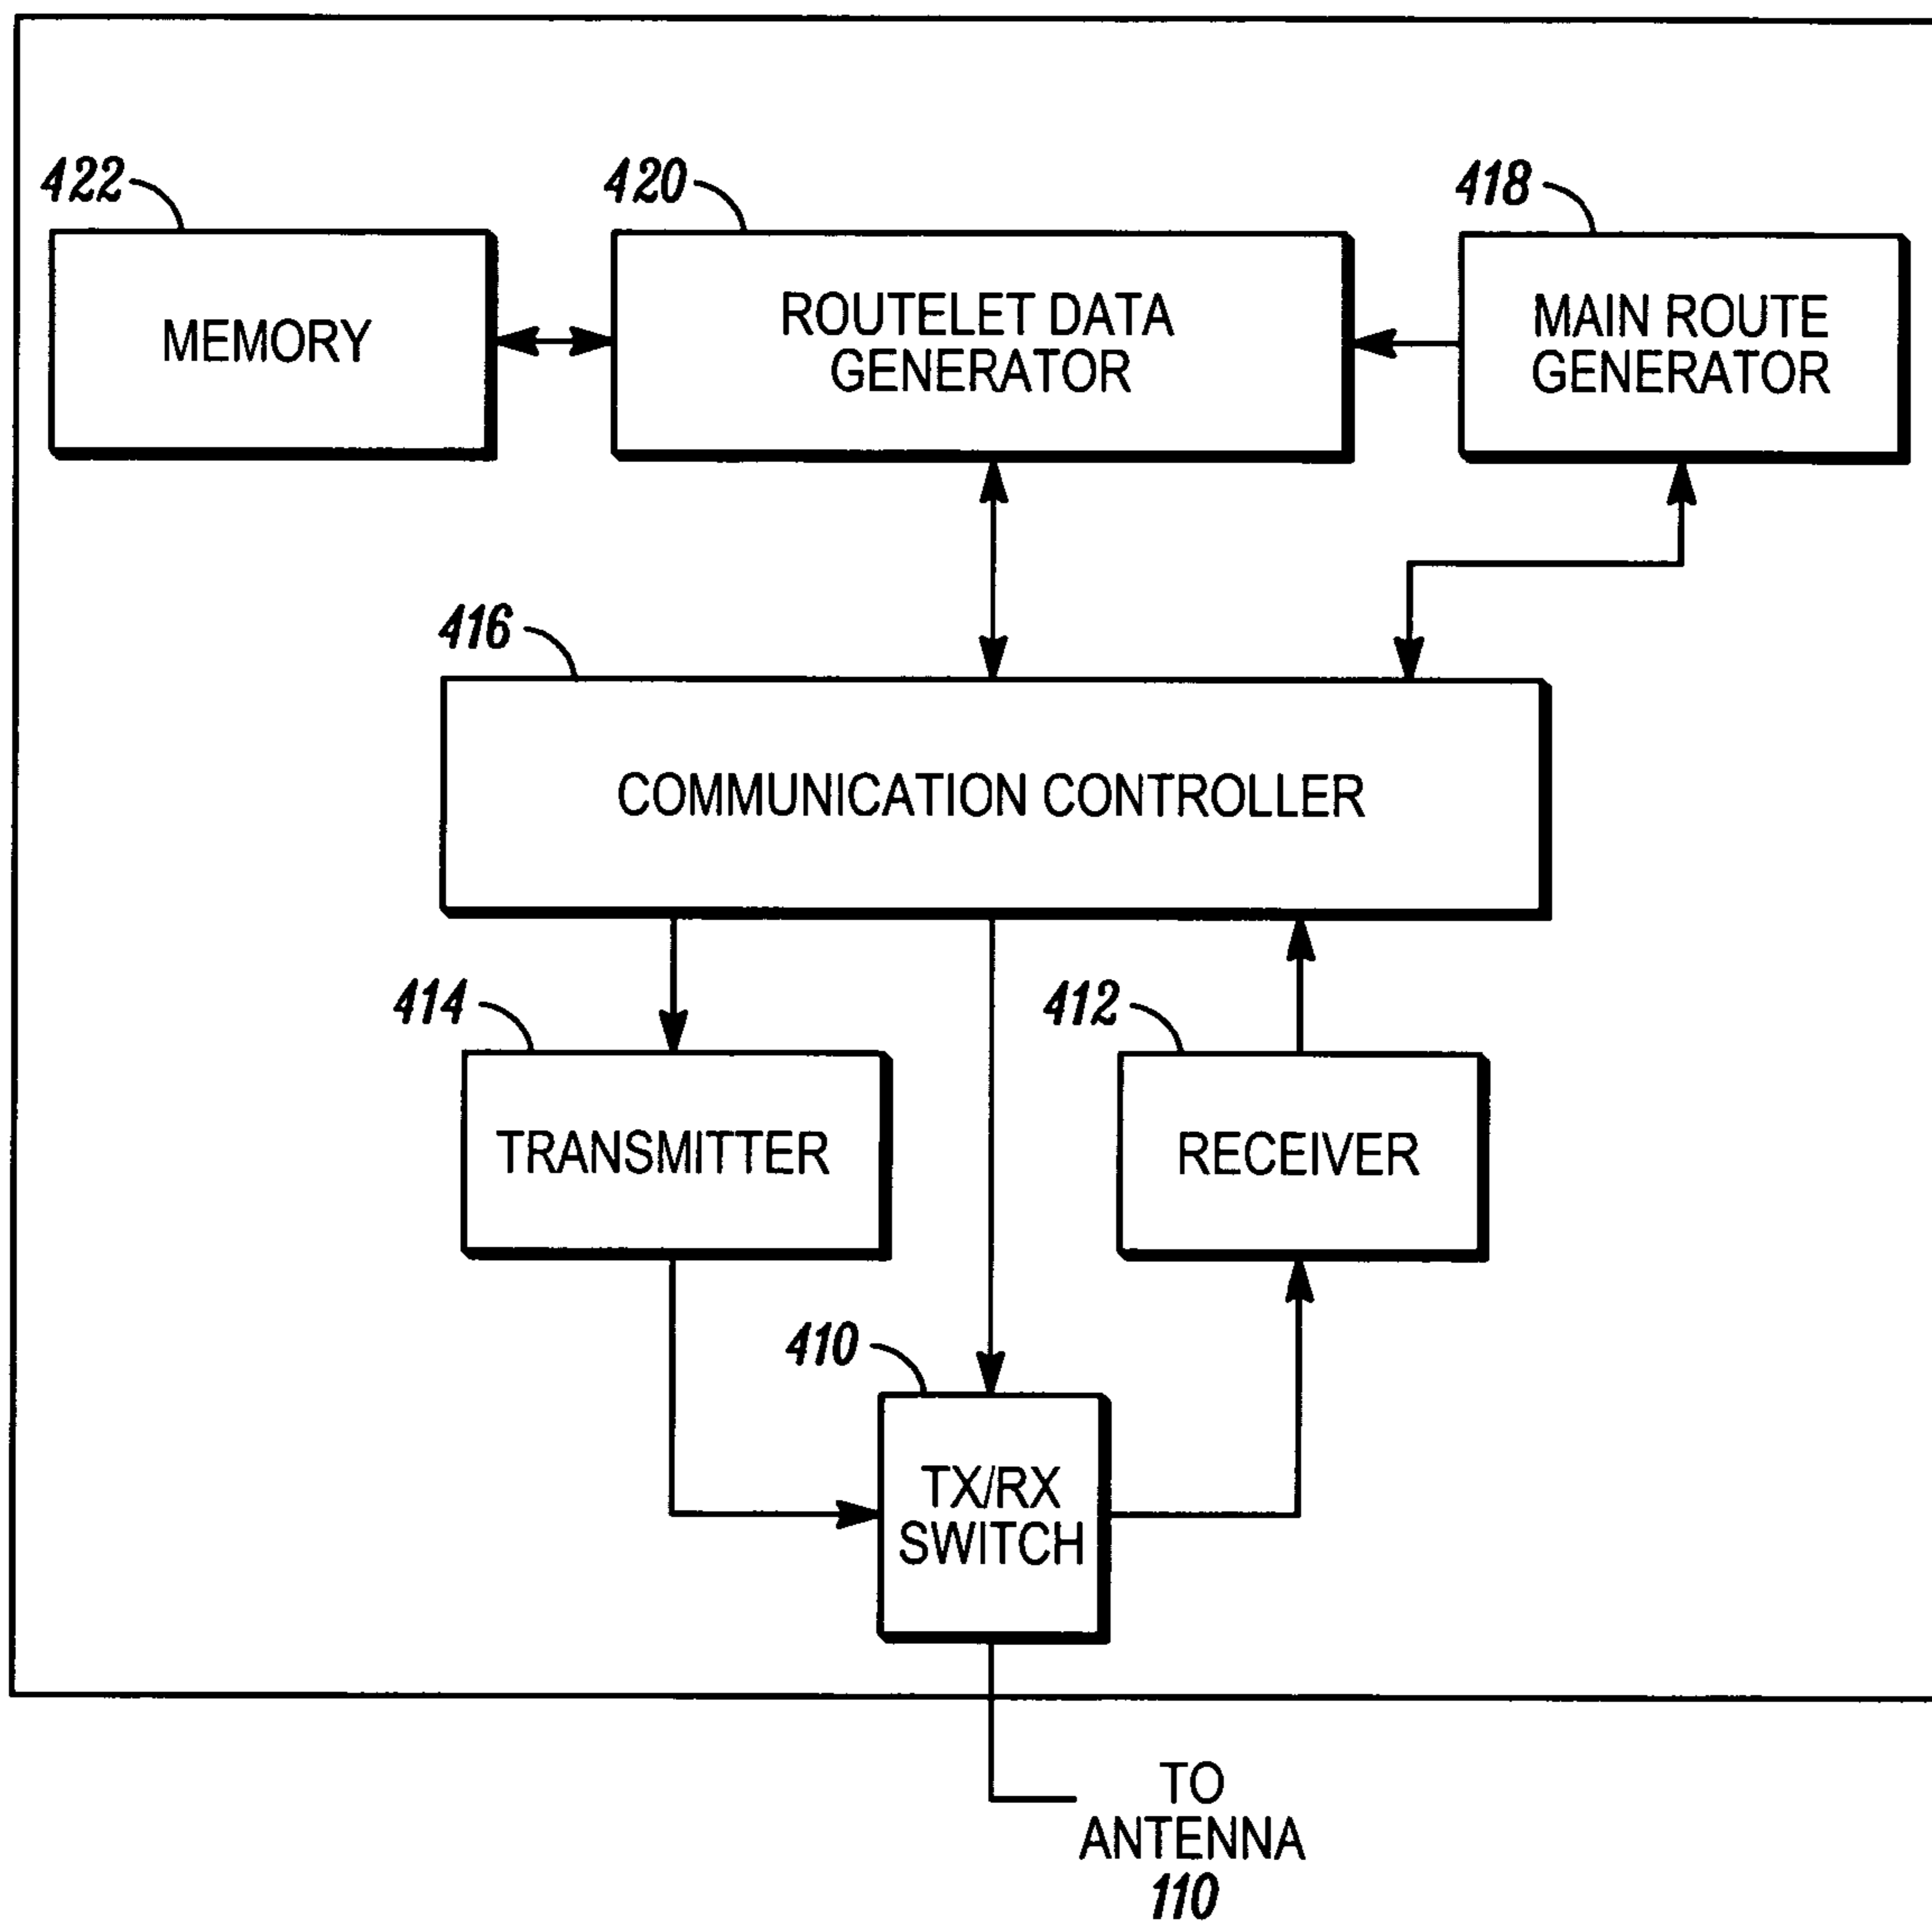 422
420
418
MEMORY
ROUTELET DATA
GENERATOR
MAIN ROUTE
GENERATOR
416
COMMUNICATION CONTROLLER
414
412
TRANSMITTER
RECEIVER
410
TX/RX
SWITCH
TO
ANTENNA
110